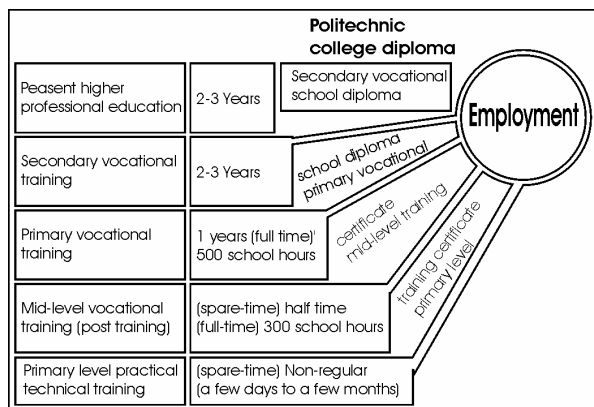 Politechnic
college diploma
Peasent higher
professional education
2-3 Years
Secondary vocational
school diploma
Employment
Secondary vocational
training
2-3 Years
school diploma
primary vocational
Primary vocational
training
1 years (full time)'
500 school hours
certificate
mid-level training
Mid-level vocational
training (post training)
(spare-time) half time
(full-time) 300 school hours
training certificate
primary level
Primary level practical
technical training
(spare-time) Non-regular
(a few days to a few months)